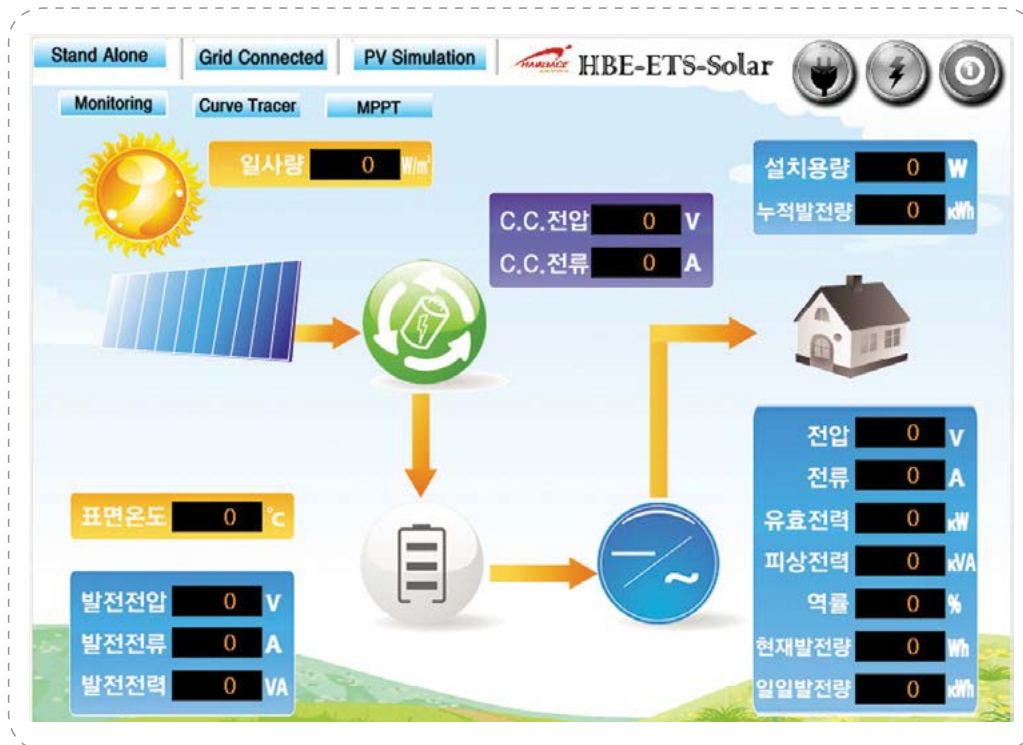 Stand Alone Grid Connected PV Simulation HANBACK HBE-ETS-Solar
Monitoring Curve Tracer MPPT
일사량 0 W/㎡
설치용량 0 W
누적발전량 0 kWh
C.C.전압 0 V
C.C.전류 0 A
표면온도 0 ℃
발전전압 0 V
발전전류 0 A
발전전력 0 VA
전압 0 V
전류 0 A
유효전력 0 kW
피상전력 0 kVA
역률 0 %
현재발전량 0 Wh
일일발전량 0 kWh